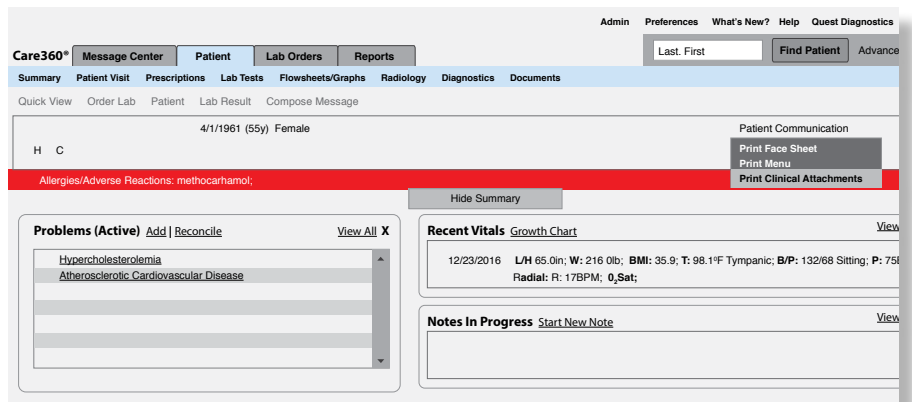 Admin Preferences What's New? Help Quest Diagnostics
Care360® Message Center Patient Lab Orders Reports Last. First Find Patient Advance
Summary Patient Visit Prescriptions Lab Tests Flowsheets/Graphs Radiology Diagnostics Documents
Quick View Order Lab Patient Lab Result Compose Message
4/1/1961 (55y) Female Patient Communication
H C Print Face Sheet
Print Menu
Allergies/Adverse Reactions: methocarhamol; Print Clinical Attachments
Hide Summary
Problems (Active) Add | Reconcile View All X
Hypercholesterolemia
Atherosclerotic Cardiovascular Disease
Recent Vitals Growth Chart View
12/23/2016 L/H 65.0in; W: 216 0lb; BMI: 35.9; T: 98.1ºF Tympanic; B/P: 132/68 Sitting; P: 75
Radial: R: 17BPM; 0₂Sat;
Notes In Progress Start New Note View